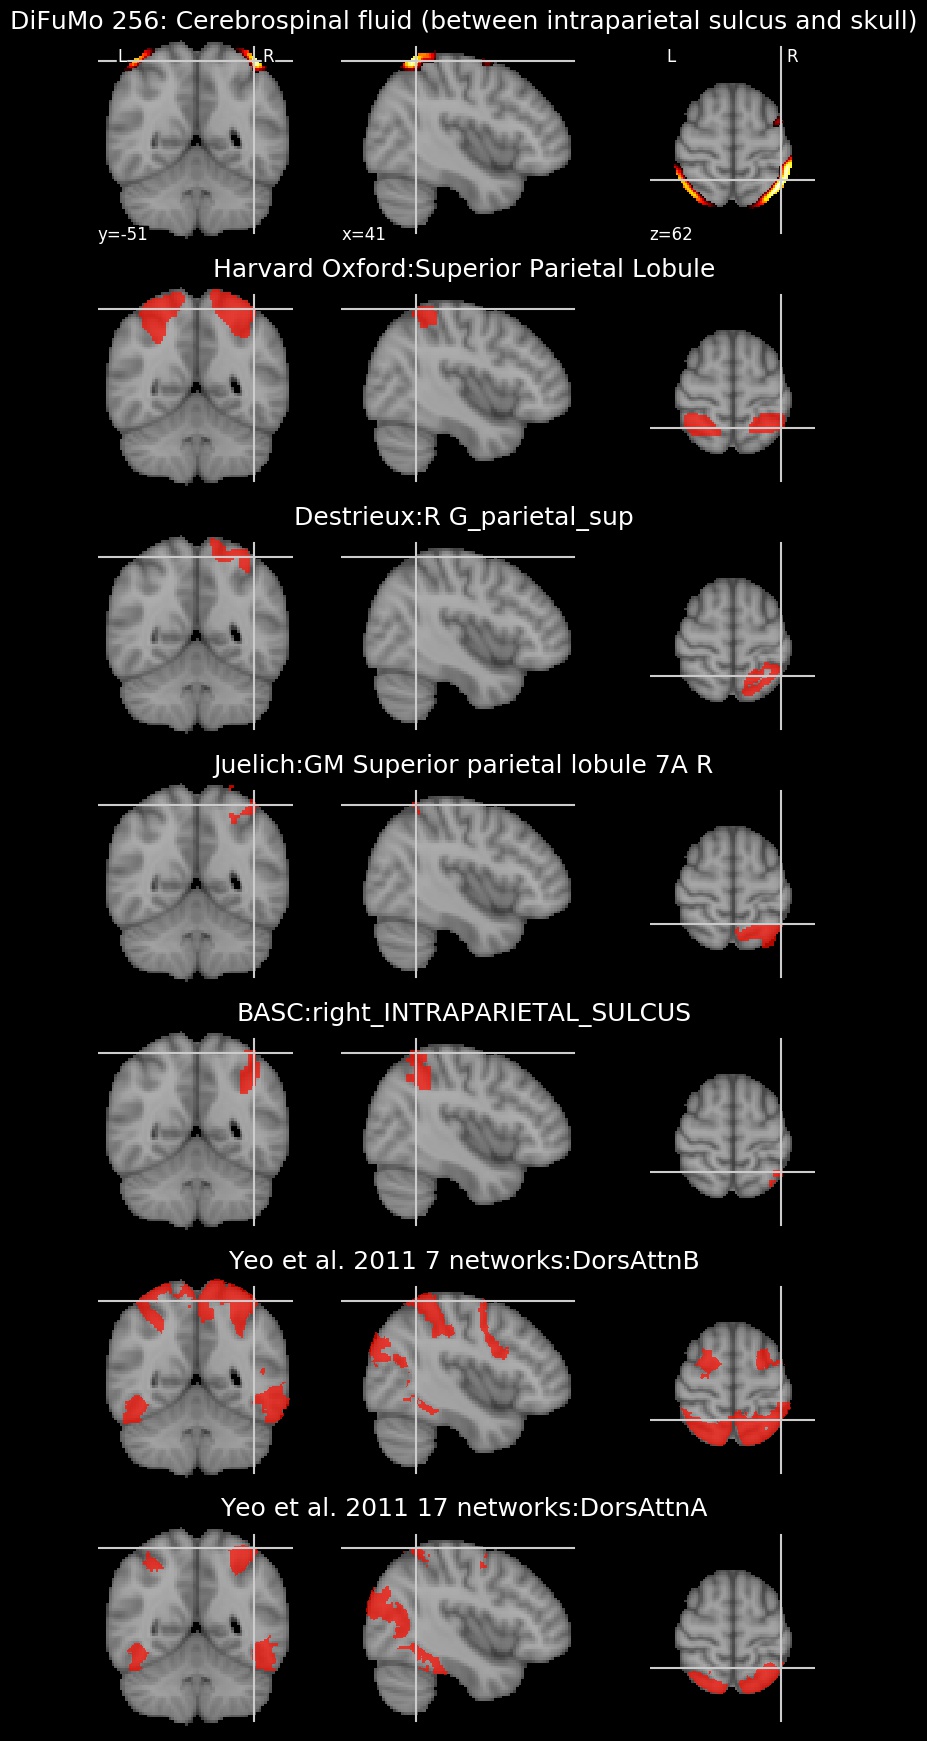 DiFuMo 256: Cerebrospinal fluid (between intraparietal sulcus and skull)
L R L R
y=-51 x=41 z=62
Harvard Oxford:Superior Parietal Lobule
Destrieux:R G_parietal_sup
Juelich:GM Superior parietal lobule 7A R
BASC:right_INTRAPARIETAL_SULCUS
Yeo et al. 2011 7 networks:DorsAttnB
Yeo et al. 2011 17 networks:DorsAttnA